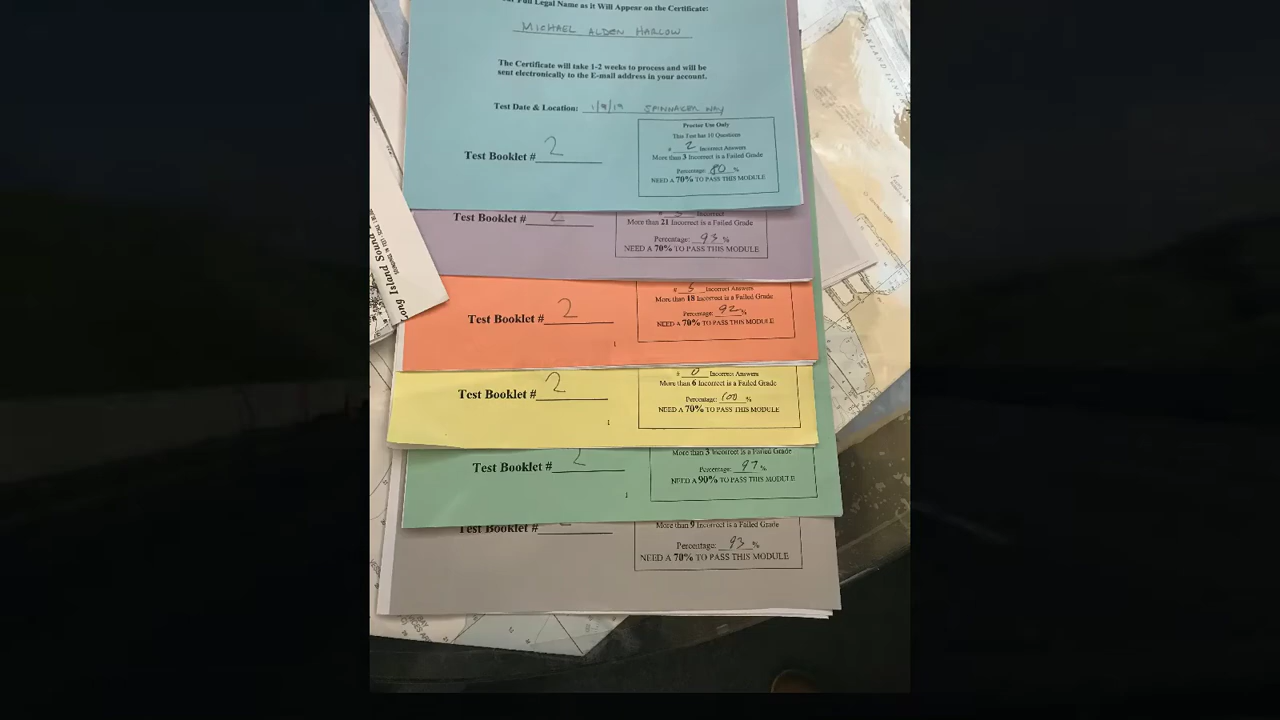 Full Legal Name as it Will Appear on the Certificate:
MICHAEL ALDEN HARLOW
The Certificate will take 1-2 weeks to process and will be
sent electronically to the E-mail address in your account.
Test Date & Location: 1/9/19 SPINNAKER WAY
Proctor Use Only
This Test has 10 Questions
# 2 Incorrect Answers
More than 3 Incorrect is a Failed Grade
Percentage: 80 %
NEED A 70% TO PASS THIS MODULE
Test Booklet # 2
Test Booklet # 2
# 5 Incorrect
More than 21 Incorrect is a Failed Grade
Percentage: 93 %
NEED A 70% TO PASS THIS MODULE
Test Booklet # 2
# 5 Incorrect Answers
More than 18 Incorrect is a Failed Grade
Percentage: 92 %
NEED A 70% TO PASS THIS MODULE
1
Test Booklet # 2
# 0 Incorrect Answers
More than 6 Incorrect is a Failed Grade
Percentage: 100 %
NEED A 70% TO PASS THIS MODULE
1
Test Booklet # 2
More than 3 Incorrect is a Failed Grade
Percentage: 97 %
NEED A 90% TO PASS THIS MODULE
1
Test Booklet #
More than 9 Incorrect is a Failed Grade
Percentage: 93 %
NEED A 70% TO PASS THIS MODULE
Long Island Sound